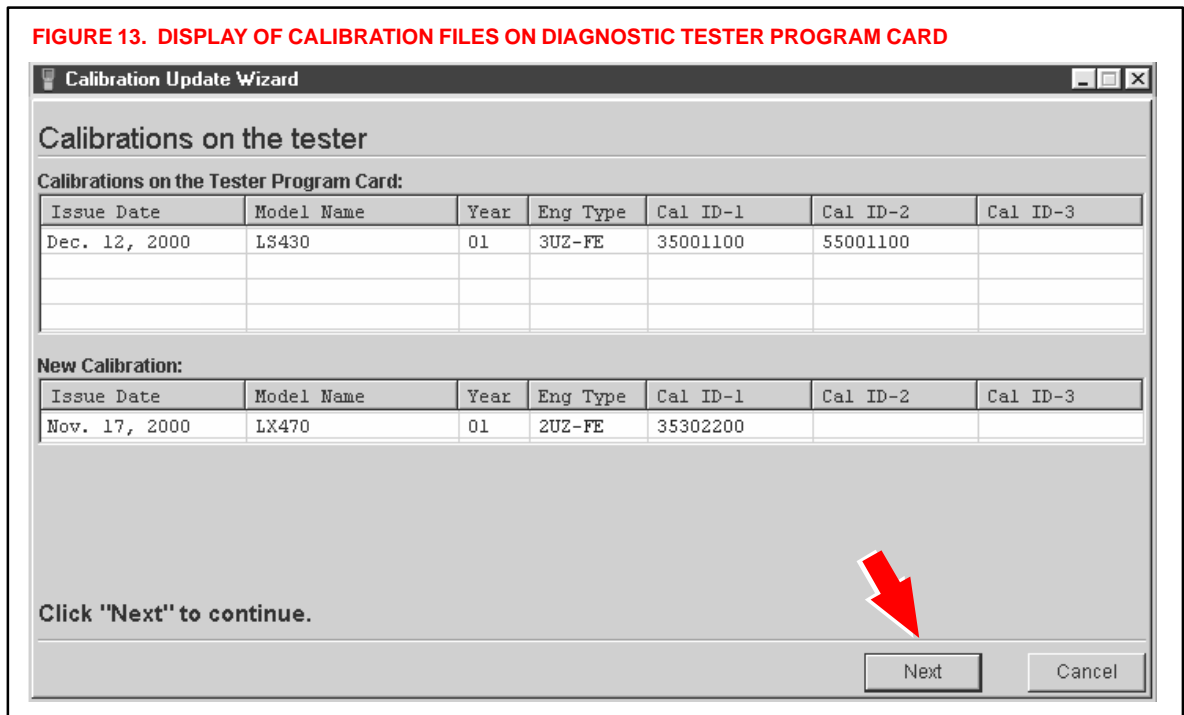 FIGURE 13. DISPLAY OF CALIBRATION FILES ON DIAGNOSTIC TESTER PROGRAM CARD
Calibration Update Wizard
Calibrations on the tester
Calibrations on the Tester Program Card:
Issue Date Model Name Year Eng Type Cal ID-1 Cal ID-2 Cal ID-3
Dec. 12, 2000 LS430 01 3UZ-FE 35001100 55001100
New Calibration:
Issue Date Model Name Year Eng Type Cal ID-1 Cal ID-2 Cal ID-3
Nov. 17, 2000 LX470 01 2UZ-FE 35302200
Click "Next" to continue.
Next Cancel